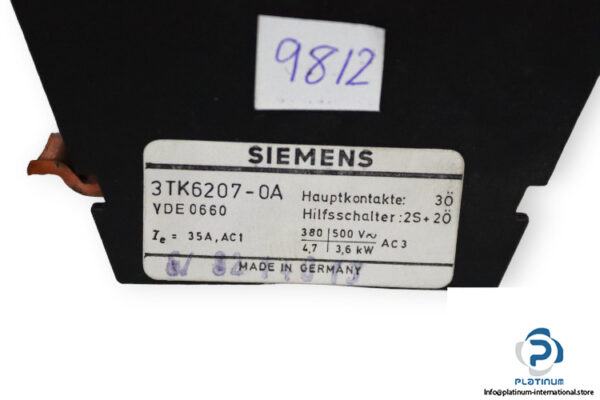 9812
SIEMENS
3TK6207-0A
VDE 0660
Hauptkontakte: 3Ö
Hilfsschalter: 2S+2Ö
Ie = 35A, AC1
380 | 500 V~
4,7 | 3,6 kW
AC3
MADE IN GERMANY
PLATINUM
Info@platinum-international.store